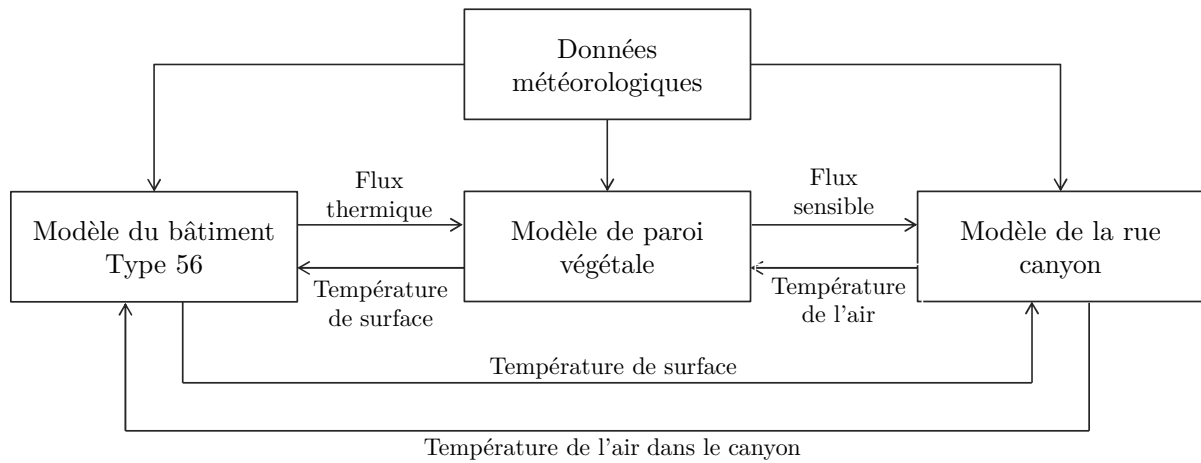 Données
météorologiques
Flux
thermique
Flux
sensible
Modèle du bâtiment
Type 56
Modèle de paroi
végétale
Modèle de la rue
canyon
Température
de surface
Température
de l'air
Température de surface
Température de l'air dans le canyon